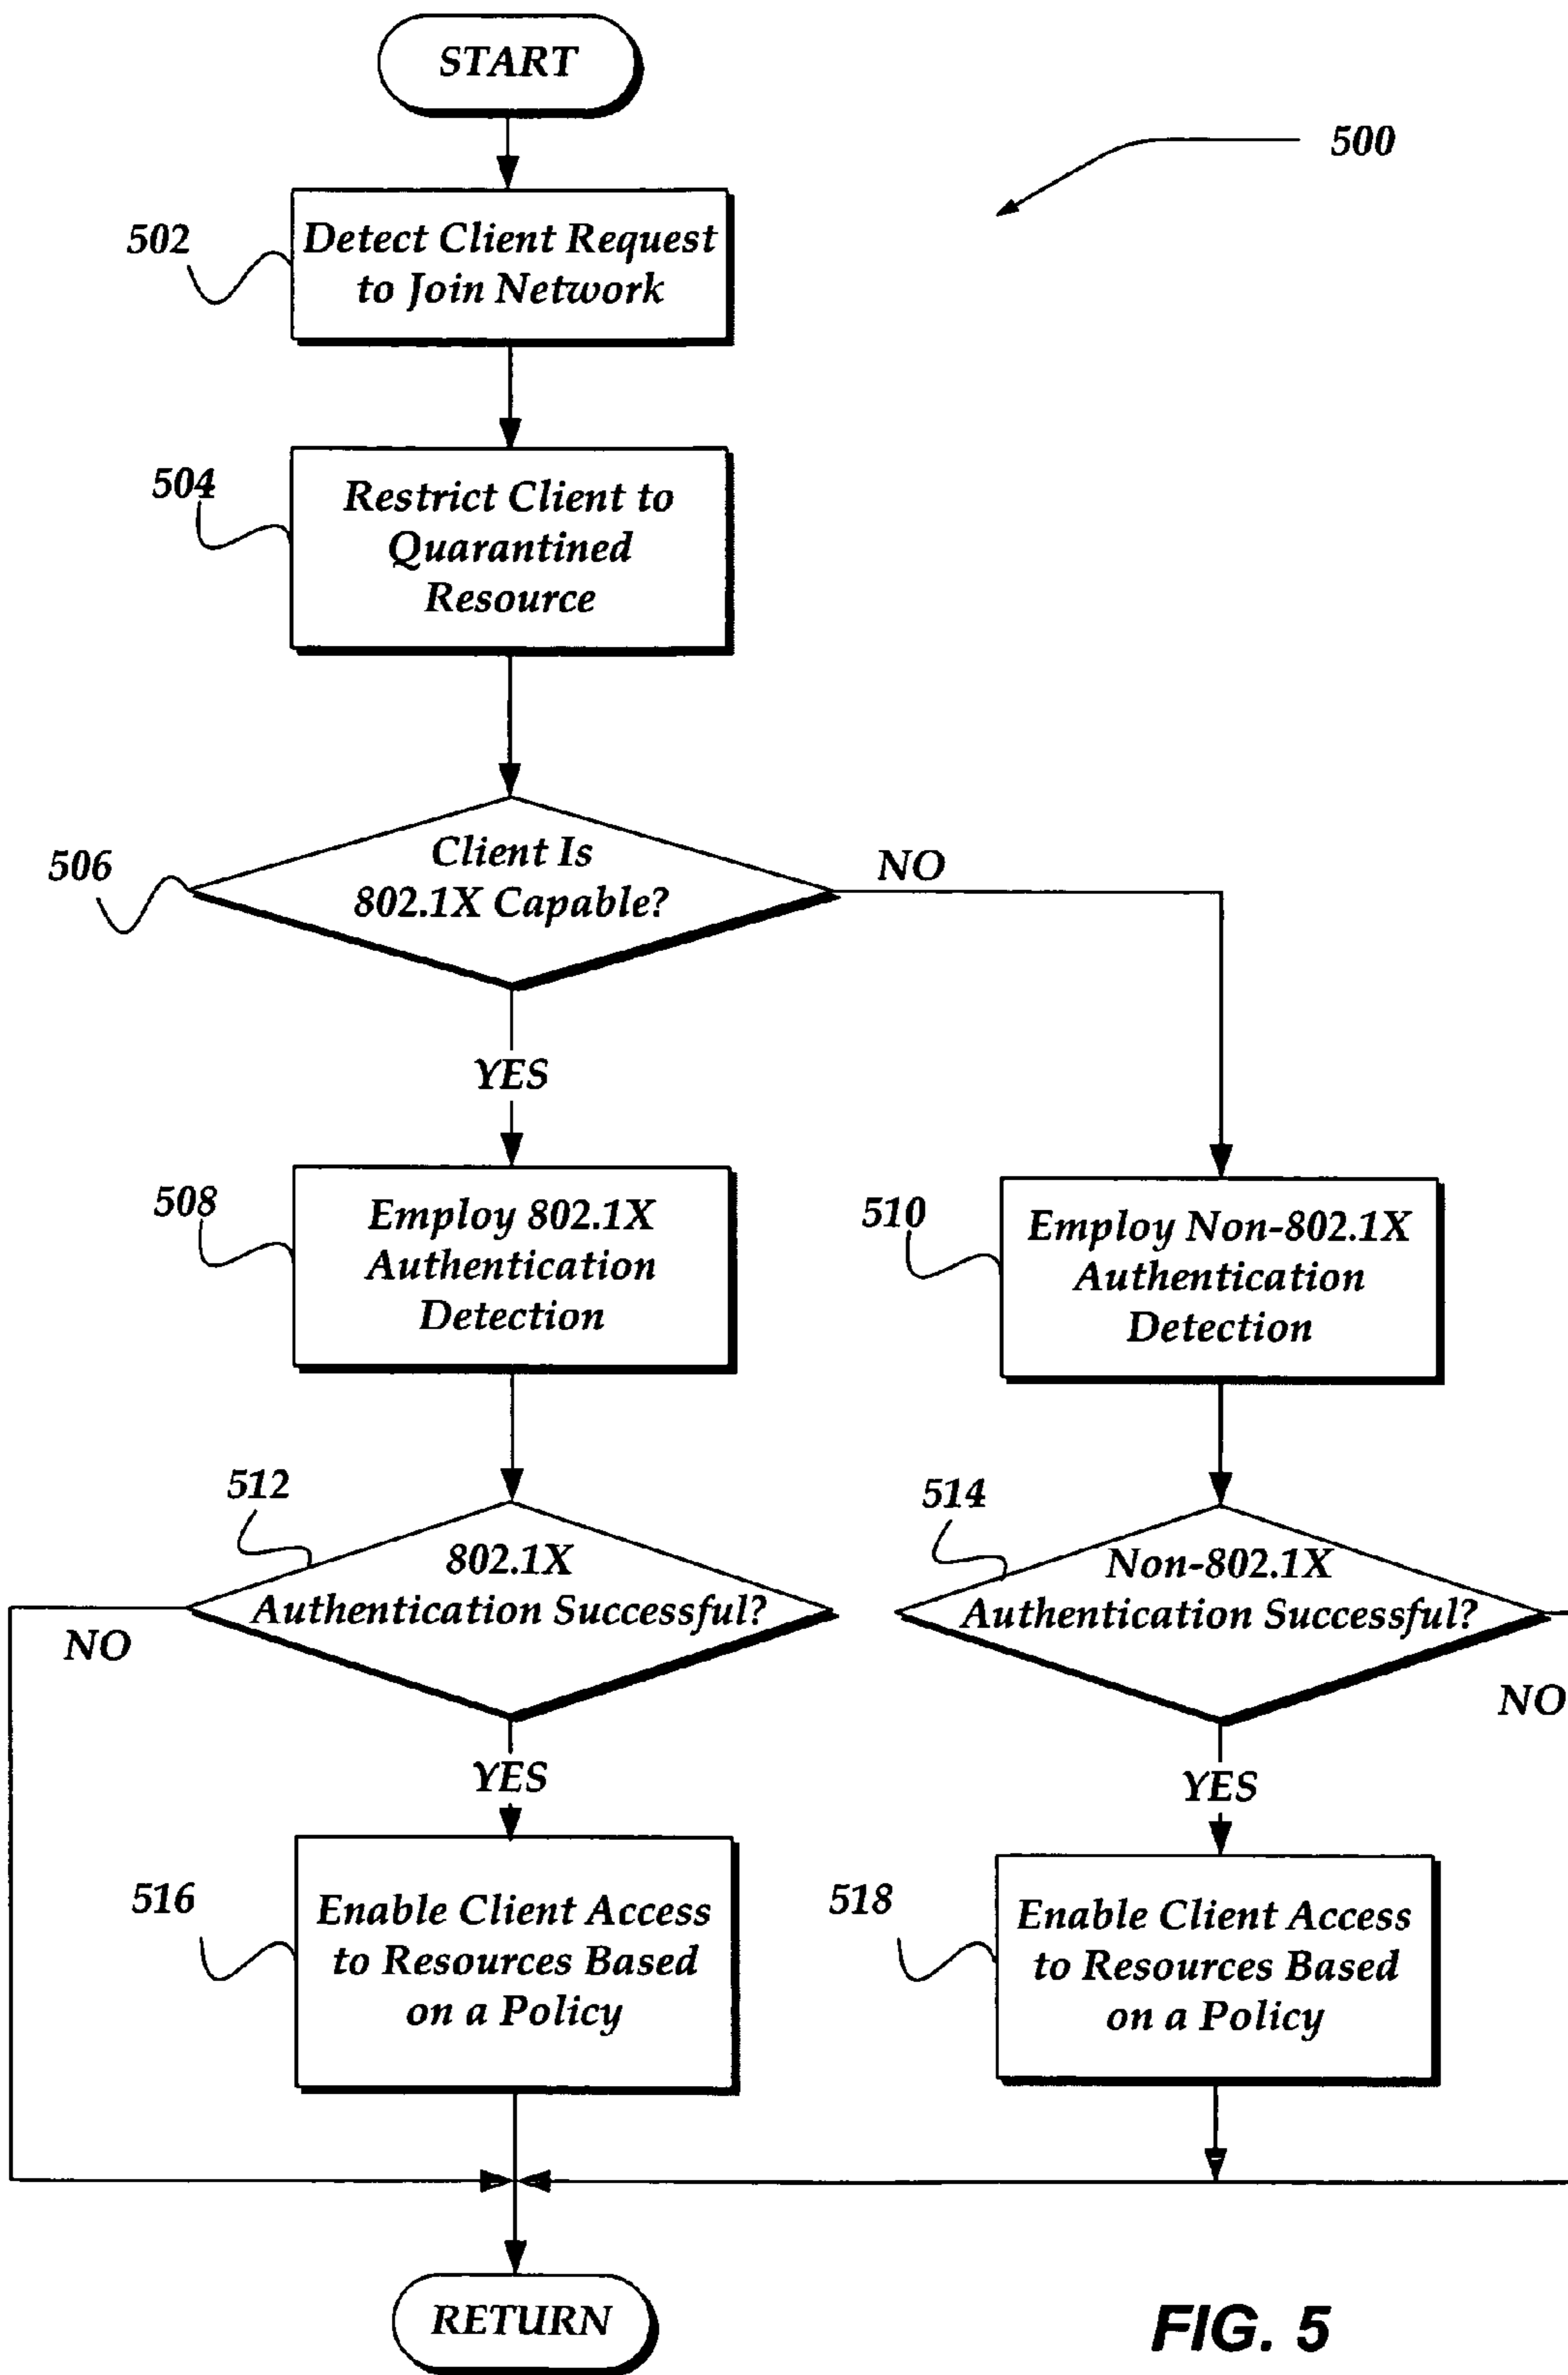 START
500
502
Detect Client Request
to Join Network
504
Restrict Client to
Quarantined
Resource
506
Client Is
802.1X Capable?
NO
YES
508
Employ 802.1X
Authentication
Detection
510
Employ Non-802.1X
Authentication
Detection
512
802.1X
Authentication Successful?
NO
514
Non-802.1X
Authentication Successful?
NO
YES
YES
516
Enable Client Access
to Resources Based
on a Policy
518
Enable Client Access
to Resources Based
on a Policy
RETURN
FIG. 5